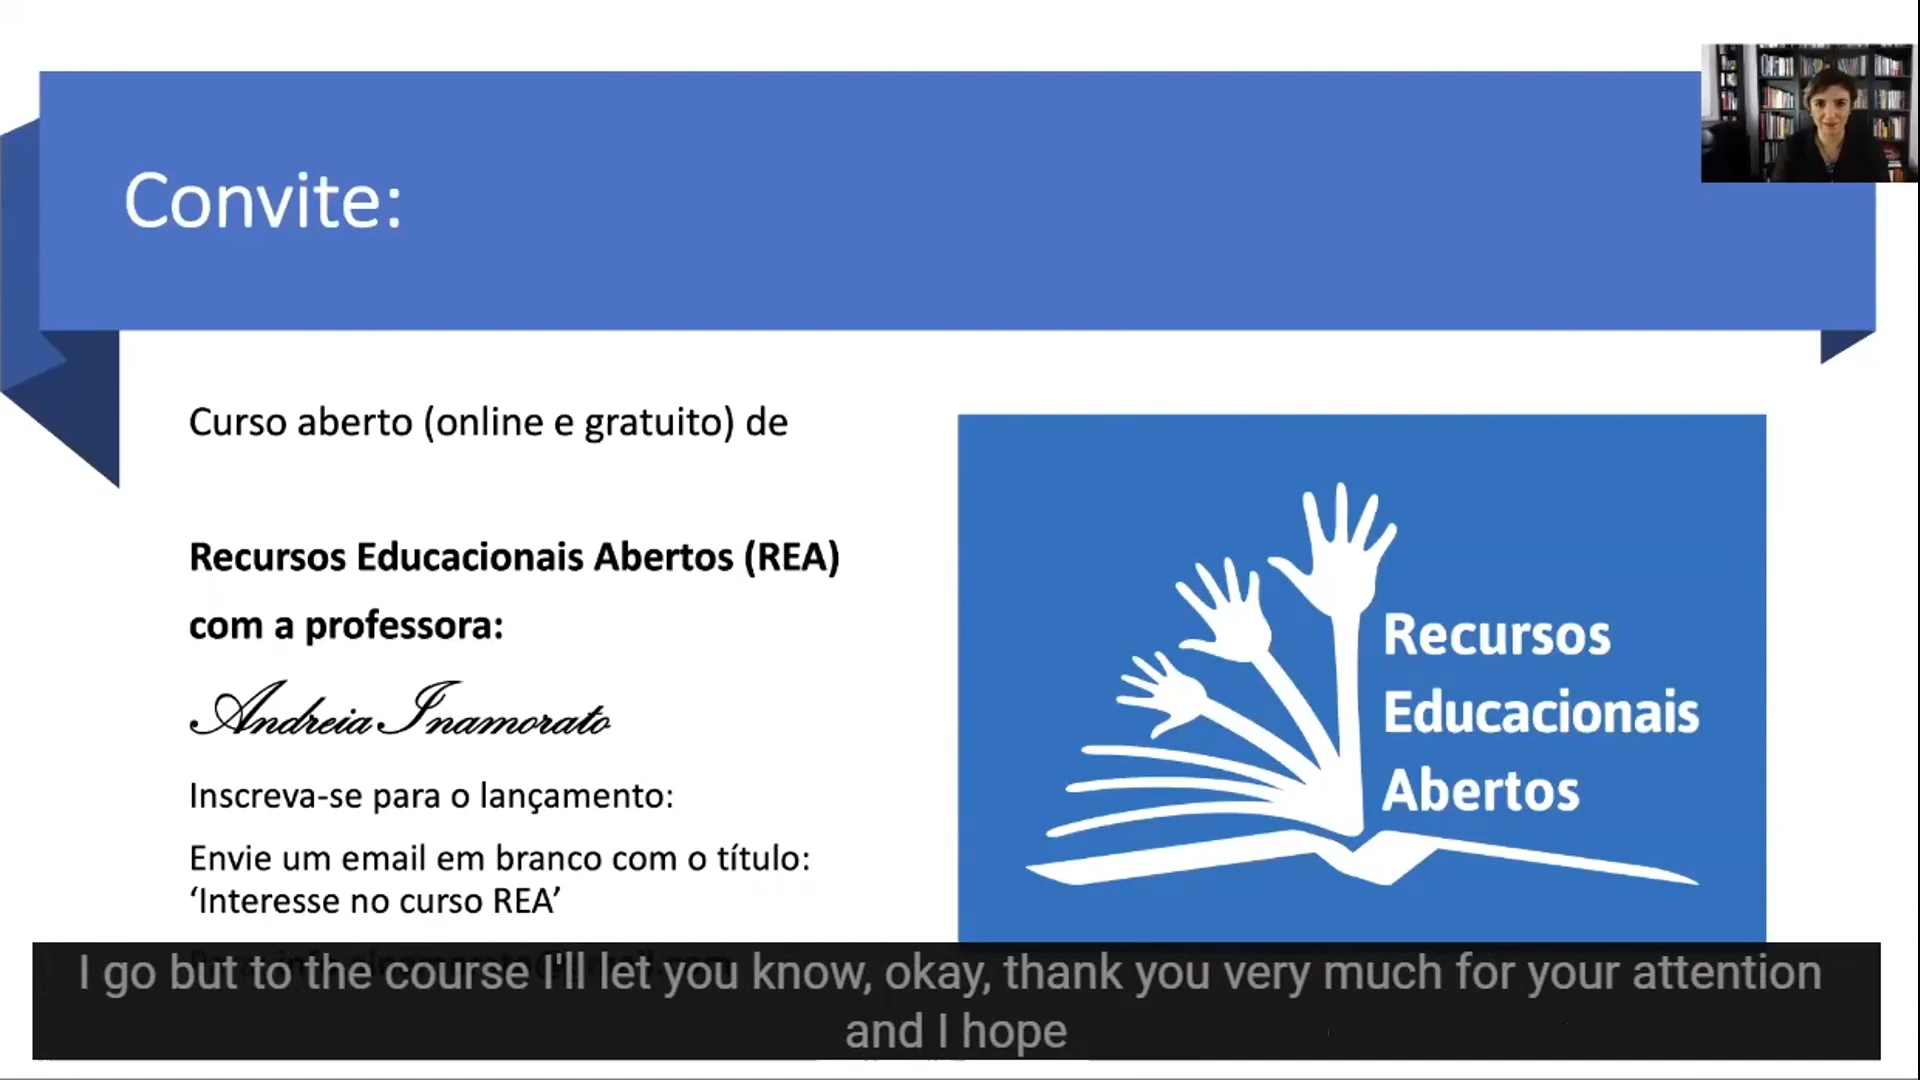 Convite:
Curso aberto (online e gratuito) de
Recursos Educacionais Abertos (REA)
com a professora:
Andreia Inamorato
Inscreva-se para o lançamento:
Envie um email em branco com o título:
‘Interesse no curso REA’
Recursos
Educacionais
Abertos
I go but to the course I'll let you know, okay, thank you very much for your attention
and I hope